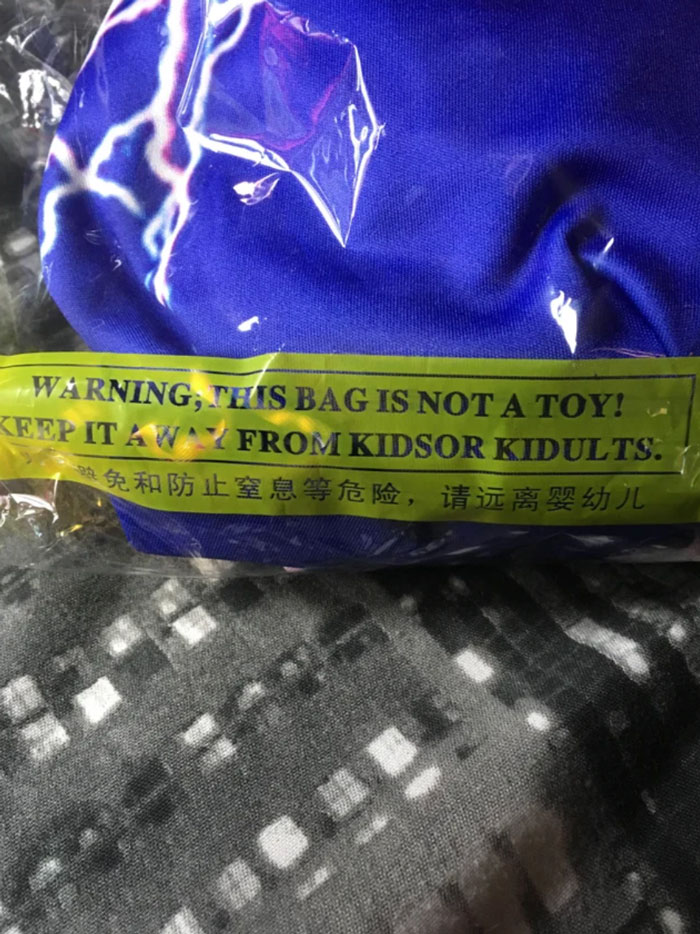 WARNING; THIS BAG IS NOT A TOY!
KEEP IT AWAY FROM KIDSOR KIDULTS.
避免和防止窒息等危险，请远离婴幼儿